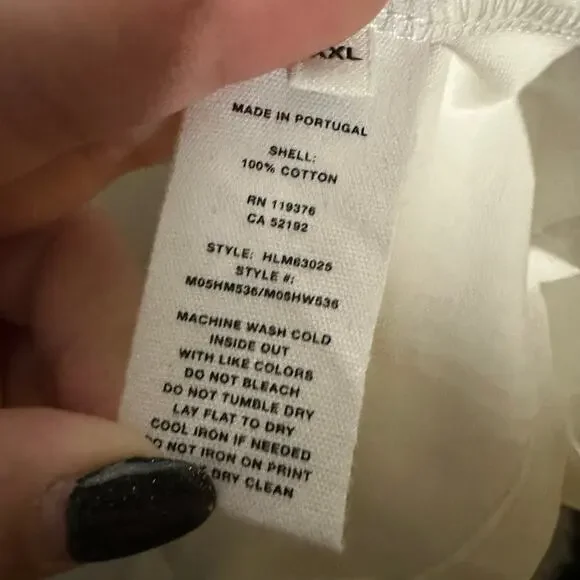 XXL
MADE IN PORTUGAL
SHELL:
100% COTTON
RN 119376
CA 52192
STYLE: HLM63025
STYLE #:
M05HM536/M05HW536
MACHINE WASH COLD
INSIDE OUT
WITH LIKE COLORS
DO NOT BLEACH
DO NOT TUMBLE DRY
LAY FLAT TO DRY
COOL IRON IF NEEDED
DO NOT IRON ON PRINT
DRY CLEAN